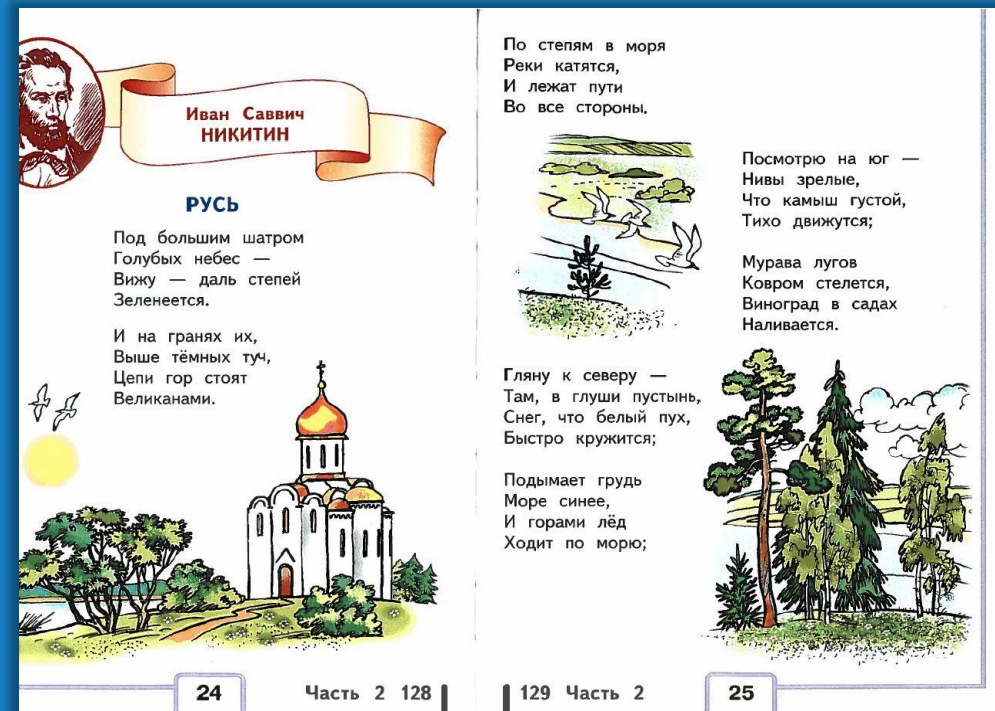 Иван Саввич
НИКИТИН
РУСЬ
Под большим шатром
Голубых небес —
Вижу — даль степей
Зеленеется.
И на гранях их,
Выше тёмных туч,
Цепи гор стоят
Великанами.
24
Часть 2 128
По степям в моря
Реки катятся,
И лежат пути
Во все стороны.
Посмотрю на юг —
Нивы зрелые,
Что камыш густой,
Тихо движутся;
Мурава лугов
Ковром стелется,
Виноград в садах
Наливается.
Гляну к северу —
Там, в глуши пустынь,
Снег, что белый пух,
Быстро кружится;
Подымает грудь
Море синее,
И горами лёд
Ходит по морю;
129 Часть 2
25